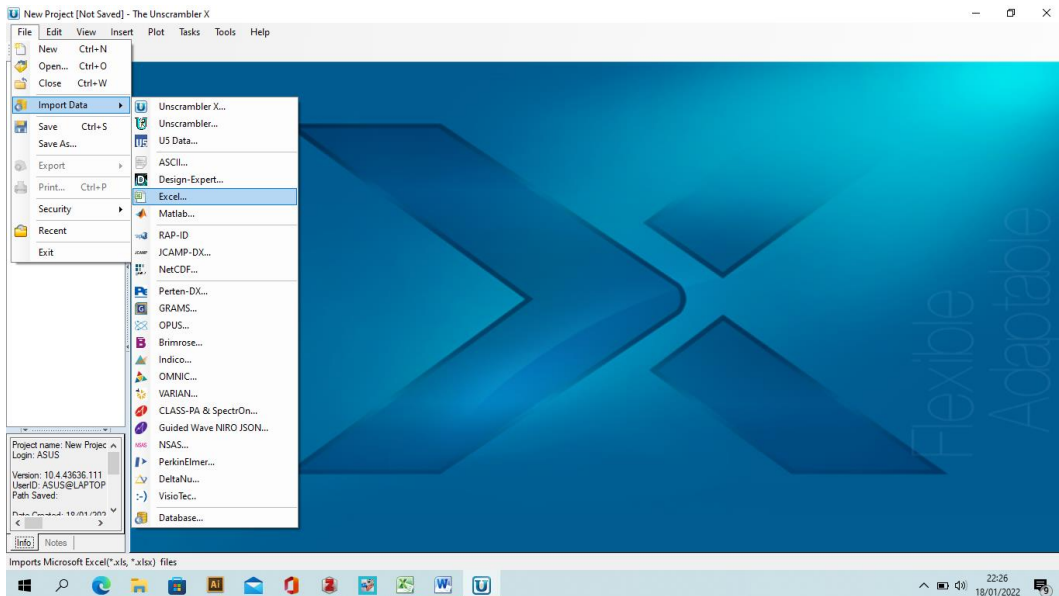 New Project [Not Saved] - The Unscrambler X
File Edit View Insert Plot Tasks Tools Help
New Ctrl+N
Open... Ctrl+O
Close Ctrl+W
Import Data
Save Ctrl+S
Save As...
Export
Print... Ctrl+P
Security
Recent
Exit
Unscrambler X...
Unscrambler...
U5 Data...
ASCII...
Design-Expert...
Excel...
Matlab...
RAP-ID
JCAMP-DX...
NetCDF...
Perten-DX...
GRAMS...
OPUS...
Brimrose...
Indico...
OMNIC...
VARIAN...
CLASS-PA & SpectrOn...
Guided Wave NIRO JSON...
NSAS...
PerkinElmer...
DeltaNu...
VisioTec..
Database...
Flexible
Adaptable
Project name: New Projec
Login: ASUS
Version: 10.4.43636.111
UserID: ASUS@LAPTOP
Path Saved:
Date Created: 18/01/202
Info Notes
Imports Microsoft Excel(*.xls, *.xlsx) files
22:26
18/01/2022